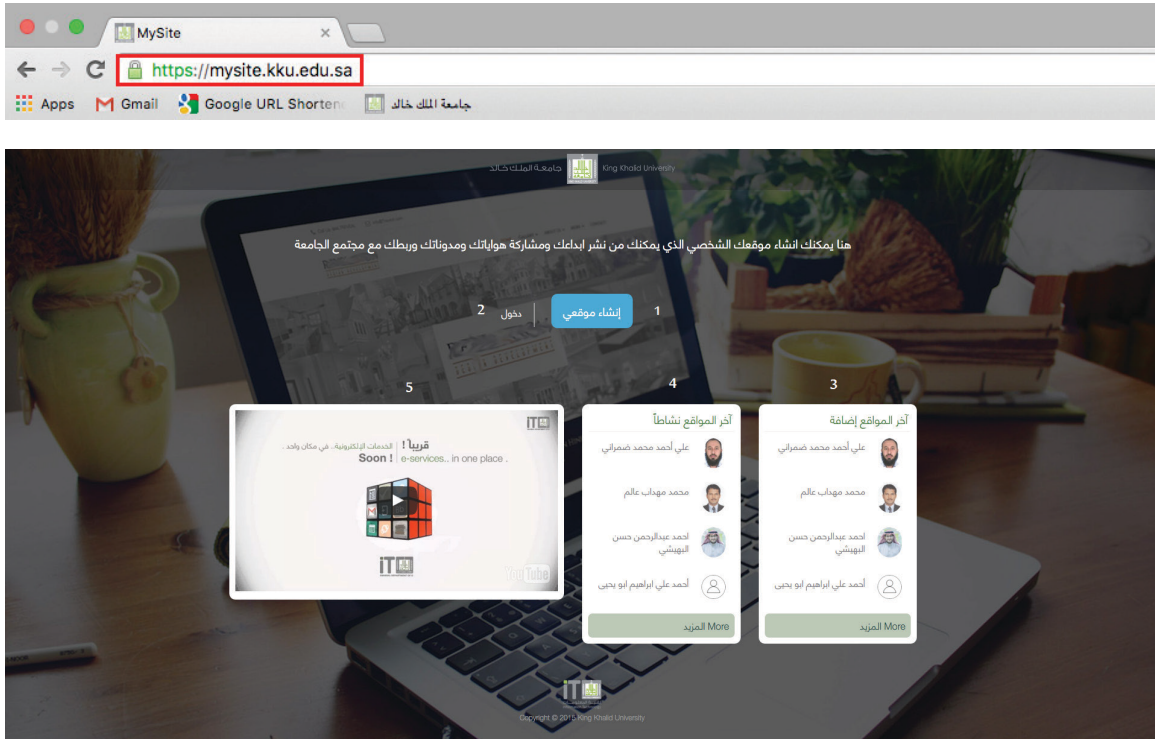 MySite
https://mysite.kku.edu.sa
Apps Gmail Google URL Shorten جامعة الملك خالد
جامعة الملك خالد King Khalid University
هنا يمكنك انشاء موقعك الشخصي الذي يمكنك من نشر ابداعك ومشاركة هواياتك ومدوناتك وربطك مع مجتمع الجامعة
1 إنشاء موقعي دخول 2
3
آخر المواقع إضافة
علي أحمد محمد ضمراني
محمد مهداب عالم
احمد عبدالرحمن حسن
البهيشي
أحمد علي ابراهيم ابو يحيى
More المزيد
4
آخر المواقع نشاطاً
علي أحمد محمد ضمراني
محمد مهداب عالم
احمد عبدالرحمن حسن
البهيشي
أحمد علي ابراهيم ابو يحيى
More المزيد
5
iT
قريباً ! الخدمات الإلكترونية.. في مكان واحد .
Soon ! e-services.. in one place .
iT
YouTube
iT
Copyright © 2015 King Khalid University